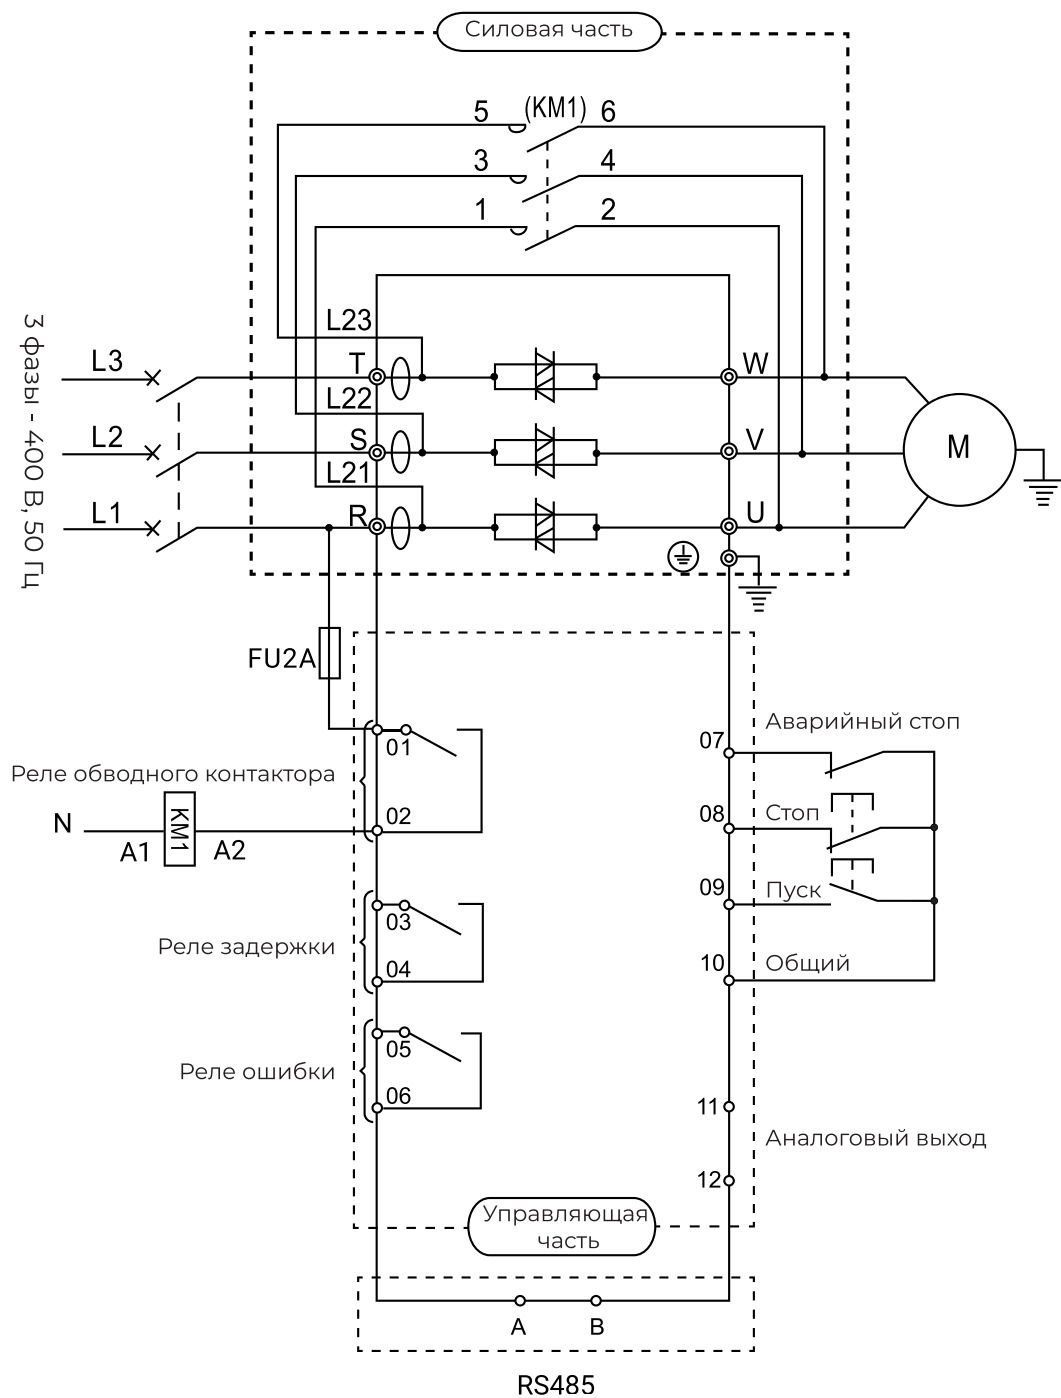 Силовая часть
5 (KM1) 6
3 4
1 2
3 фазы - 400 В, 50 Гц
L23
L3 T W
L22
L2 S V M
L21
L1 R U
FU2A
07 Аварийный стоп
01
Реле обводного контактора
N KM1 02 08 Стоп
A1 A2
09 Пуск
03
Реле задержки
04 10 Общий
05
Реле ошибки
06
11
Аналоговый выход
12
Управляющая
часть
A B
RS485